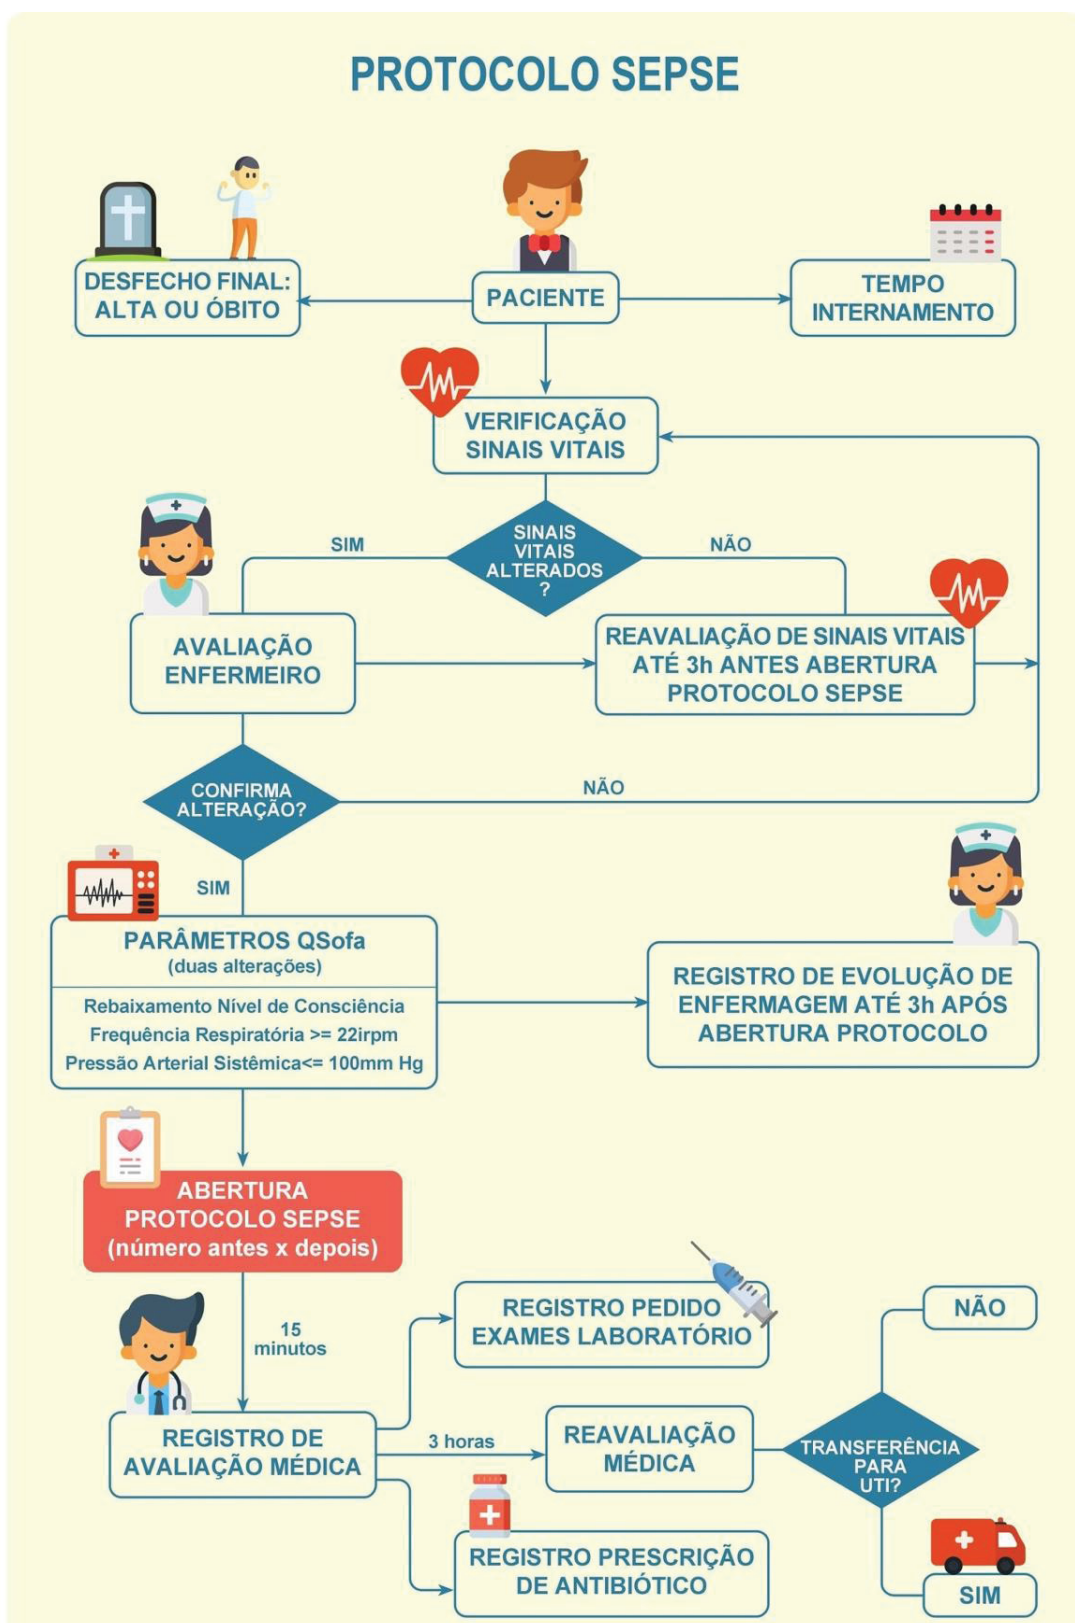 PROTOCOLO SEPSE
DESFECHO FINAL:
ALTA OU ÓBITO
PACIENTE
TEMPO
INTERNAMENTO
VERIFICAÇÃO
SINAIS VITAIS
SINAIS
VITAIS
ALTERADOS
?
SIM
NÃO
AVALIAÇÃO
ENFERMEIRO
REAVALIAÇÃO DE SINAIS VITAIS
ATÉ 3h ANTES ABERTURA
PROTOCOLO SEPSE
CONFIRMA
ALTERAÇÃO?
NÃO
SIM
PARÂMETROS QSofa
(duas alterações)
Rebaixamento Nível de Consciência
Frequência Respiratória >= 22irpm
Pressão Arterial Sistêmica<= 100mm Hg
REGISTRO DE EVOLUÇÃO DE
ENFERMAGEM ATÉ 3h APÓS
ABERTURA PROTOCOLO
ABERTURA
PROTOCOLO SEPSE
(número antes x depois)
15
minutos
REGISTRO DE
AVALIAÇÃO MÉDICA
REGISTRO PEDIDO
EXAMES LABORATÓRIO
3 horas
REAVALIAÇÃO
MÉDICA
REGISTRO PRESCRIÇÃO
DE ANTIBIÓTICO
TRANSFERÊNCIA
PARA
UTI?
NÃO
SIM